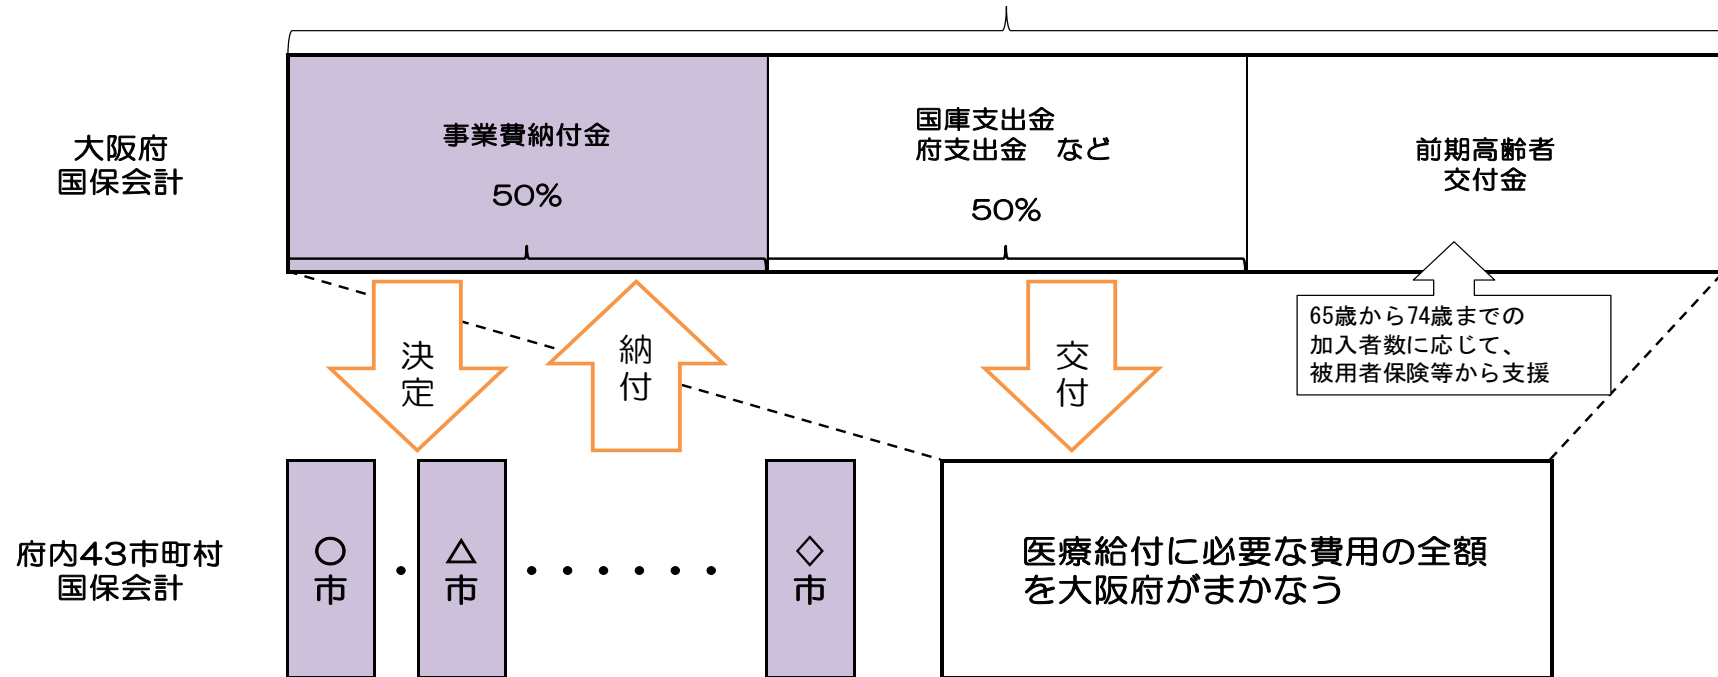 大阪府
国保会計
事業費納付金
50%
国庫支出金
府支出金　など
50%
前期高齢者
交付金
決定
納付
交付
65歳から74歳までの
加入者数に応じて、
被用者保険等から支援
府内43市町村
国保会計
〇市
・
△市
・・・・・・
◇市
医療給付に必要な費用の全額
を大阪府がまかなう